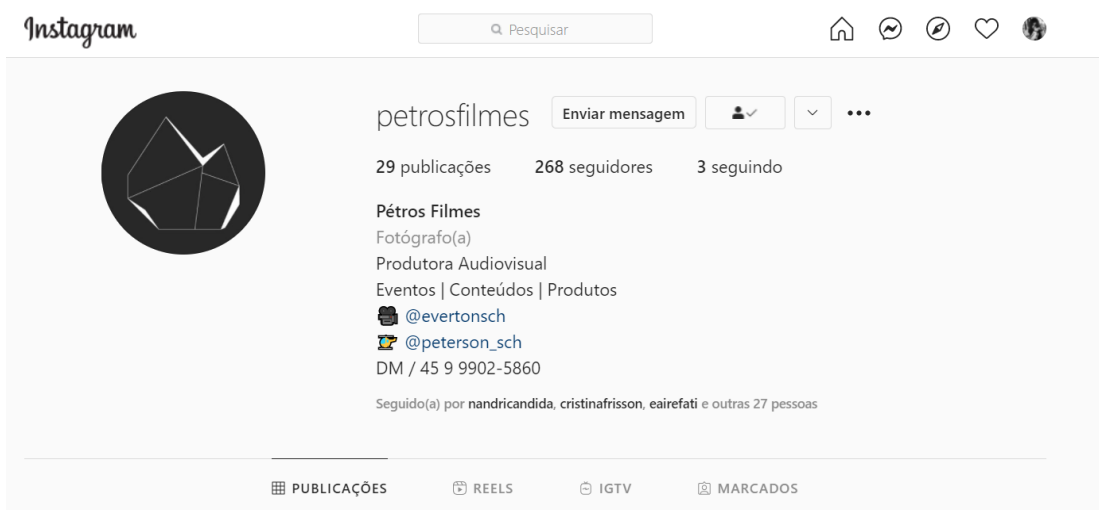 Instagram
Pesquisar
petrosfilmes
Enviar mensagem
29 publicações 268 seguidores 3 seguindo
Pétros Filmes
Fotógrafo(a)
Produtora Audiovisual
Eventos | Conteúdos | Produtos
@evertonsch
@peterson_sch
DM / 45 9 9902-5860
Seguido(a) por nandricandida, cristinafrisson, eairefati e outras 27 pessoas
PUBLICAÇÕES REELS IGTV MARCADOS